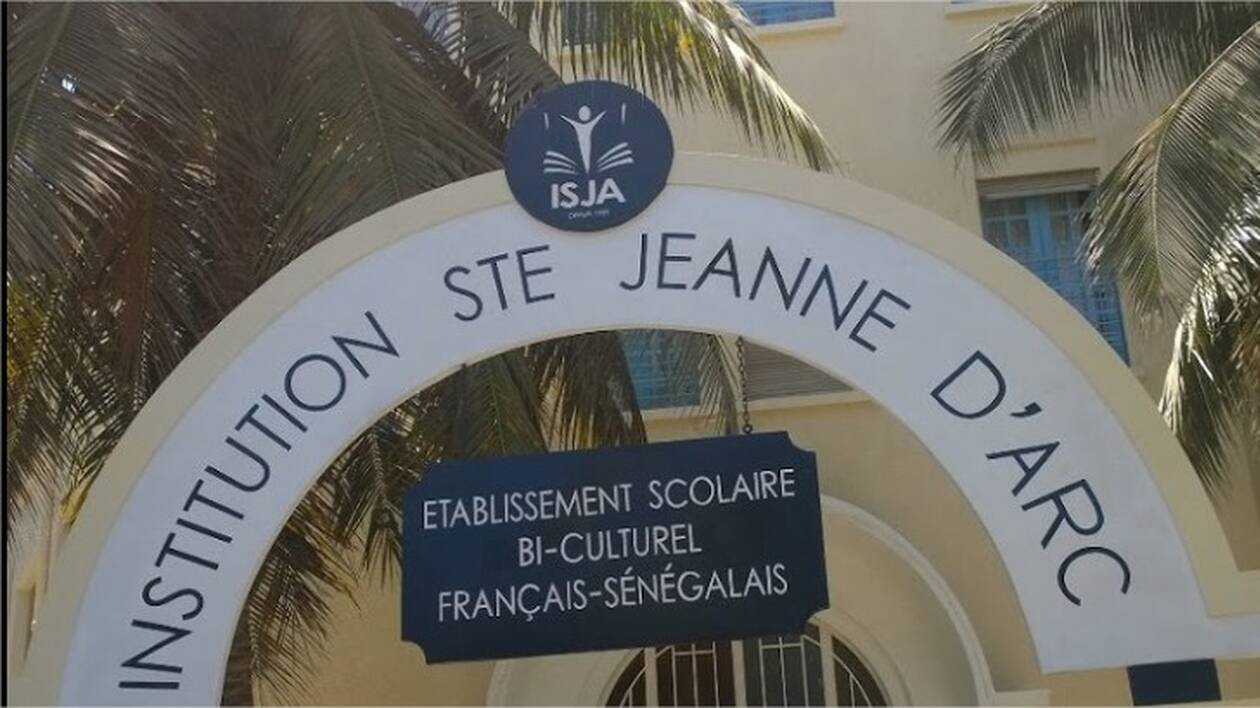 ISJA
INSTITUTION STE JEANNE D'ARC
ETABLISSEMENT SCOLAIRE
BI-CULTUREL
FRANÇAIS-SÉNÉGALAIS